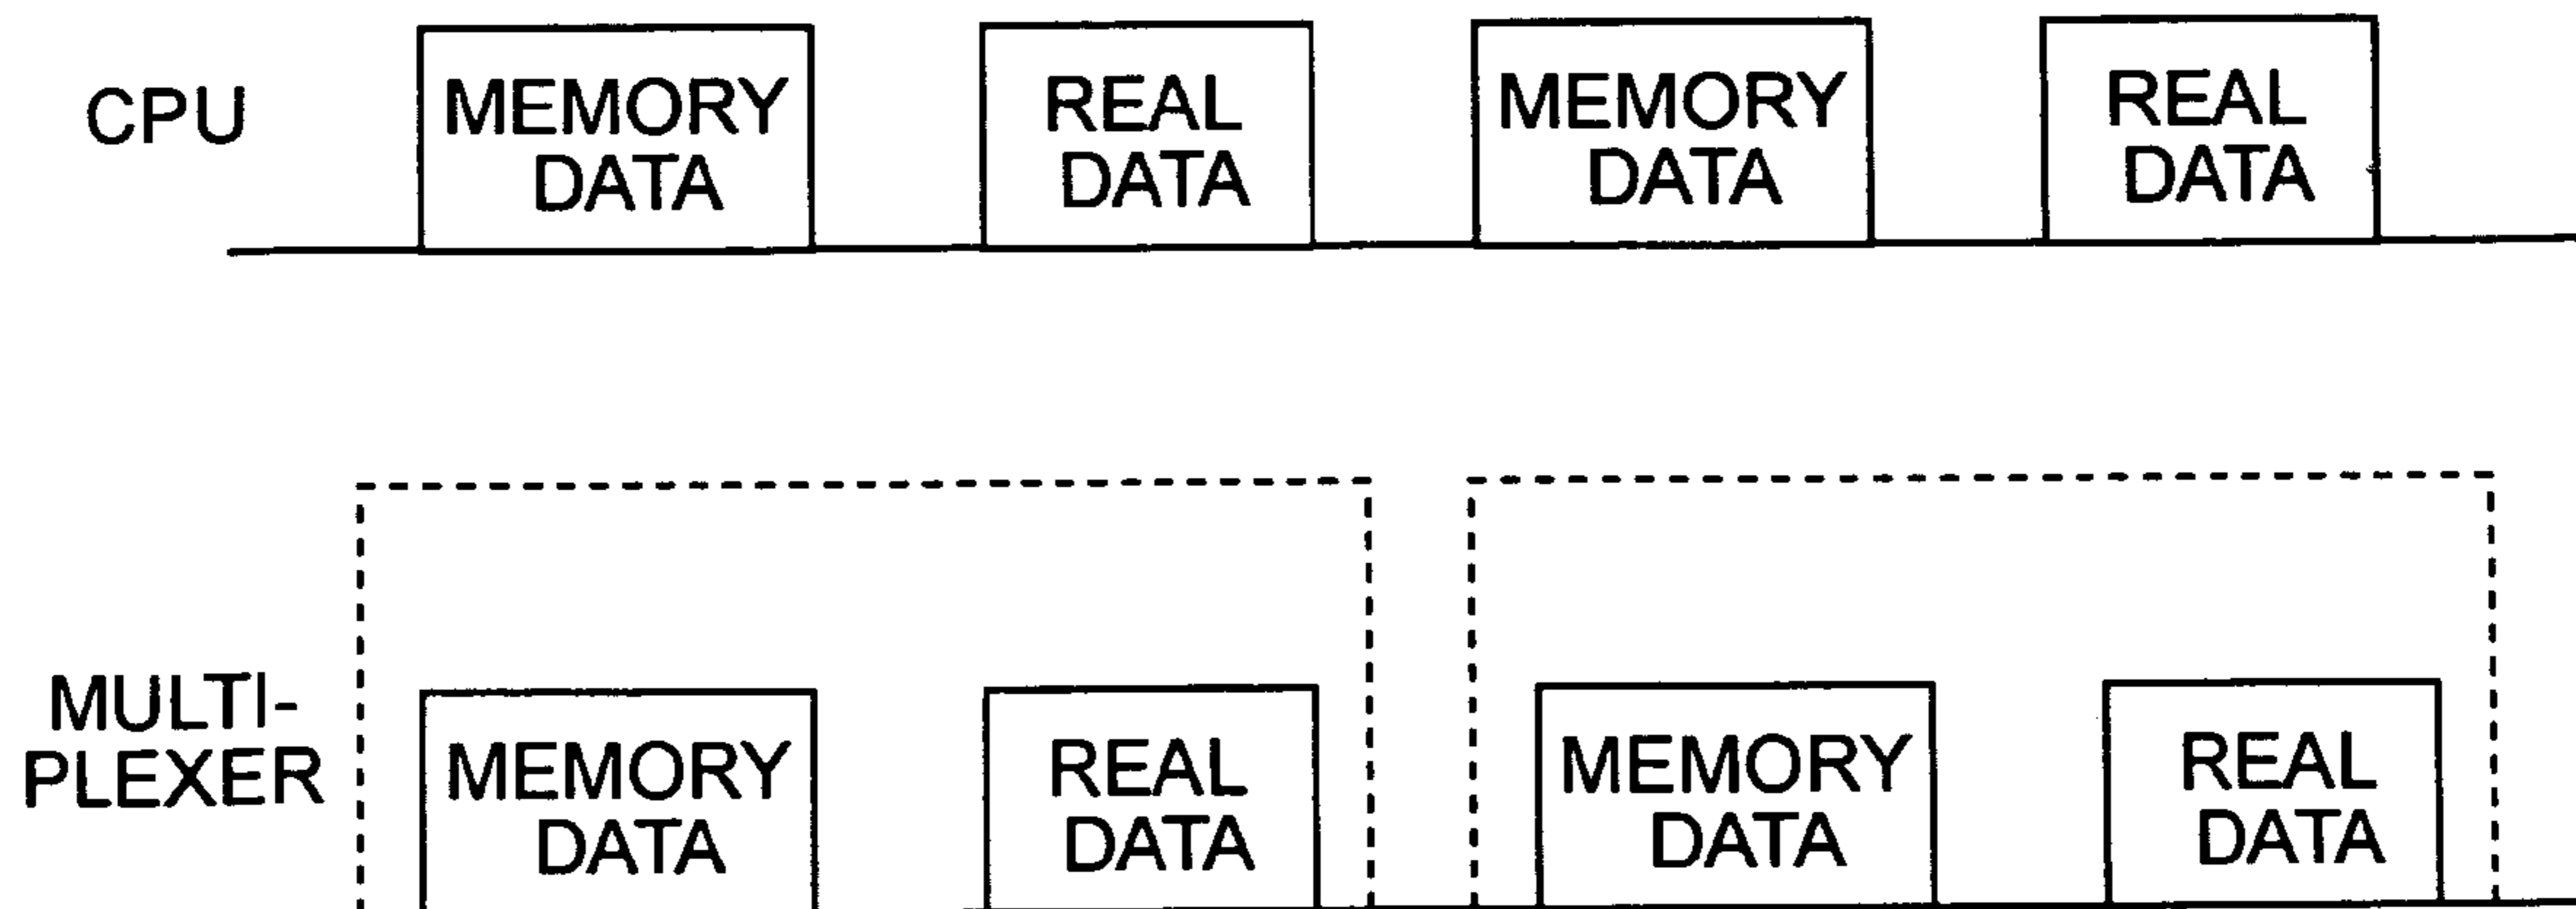 CPU
MEMORY
DATA
REAL
DATA
MEMORY
DATA
REAL
DATA
MULTI-
PLEXER
MEMORY
DATA
REAL
DATA
MEMORY
DATA
REAL
DATA